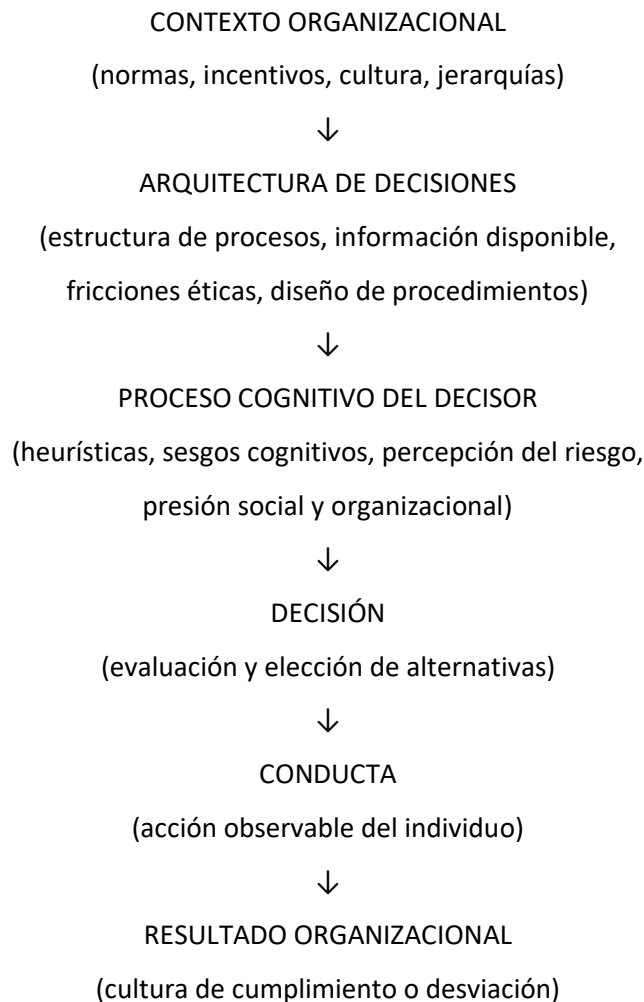 CONTEXTO ORGANIZACIONAL
(normas, incentivos, cultura, jerarquías)
↓
ARQUITECTURA DE DECISIONES
(estructura de procesos, información disponible,
fricciones éticas, diseño de procedimientos)
↓
PROCESO COGNITIVO DEL DECISOR
(heurísticas, sesgos cognitivos, percepción del riesgo,
presión social y organizacional)
↓
DECISIÓN
(evaluación y elección de alternativas)
↓
CONDUCTA
(acción observable del individuo)
↓
RESULTADO ORGANIZACIONAL
(cultura de cumplimiento o desviación)